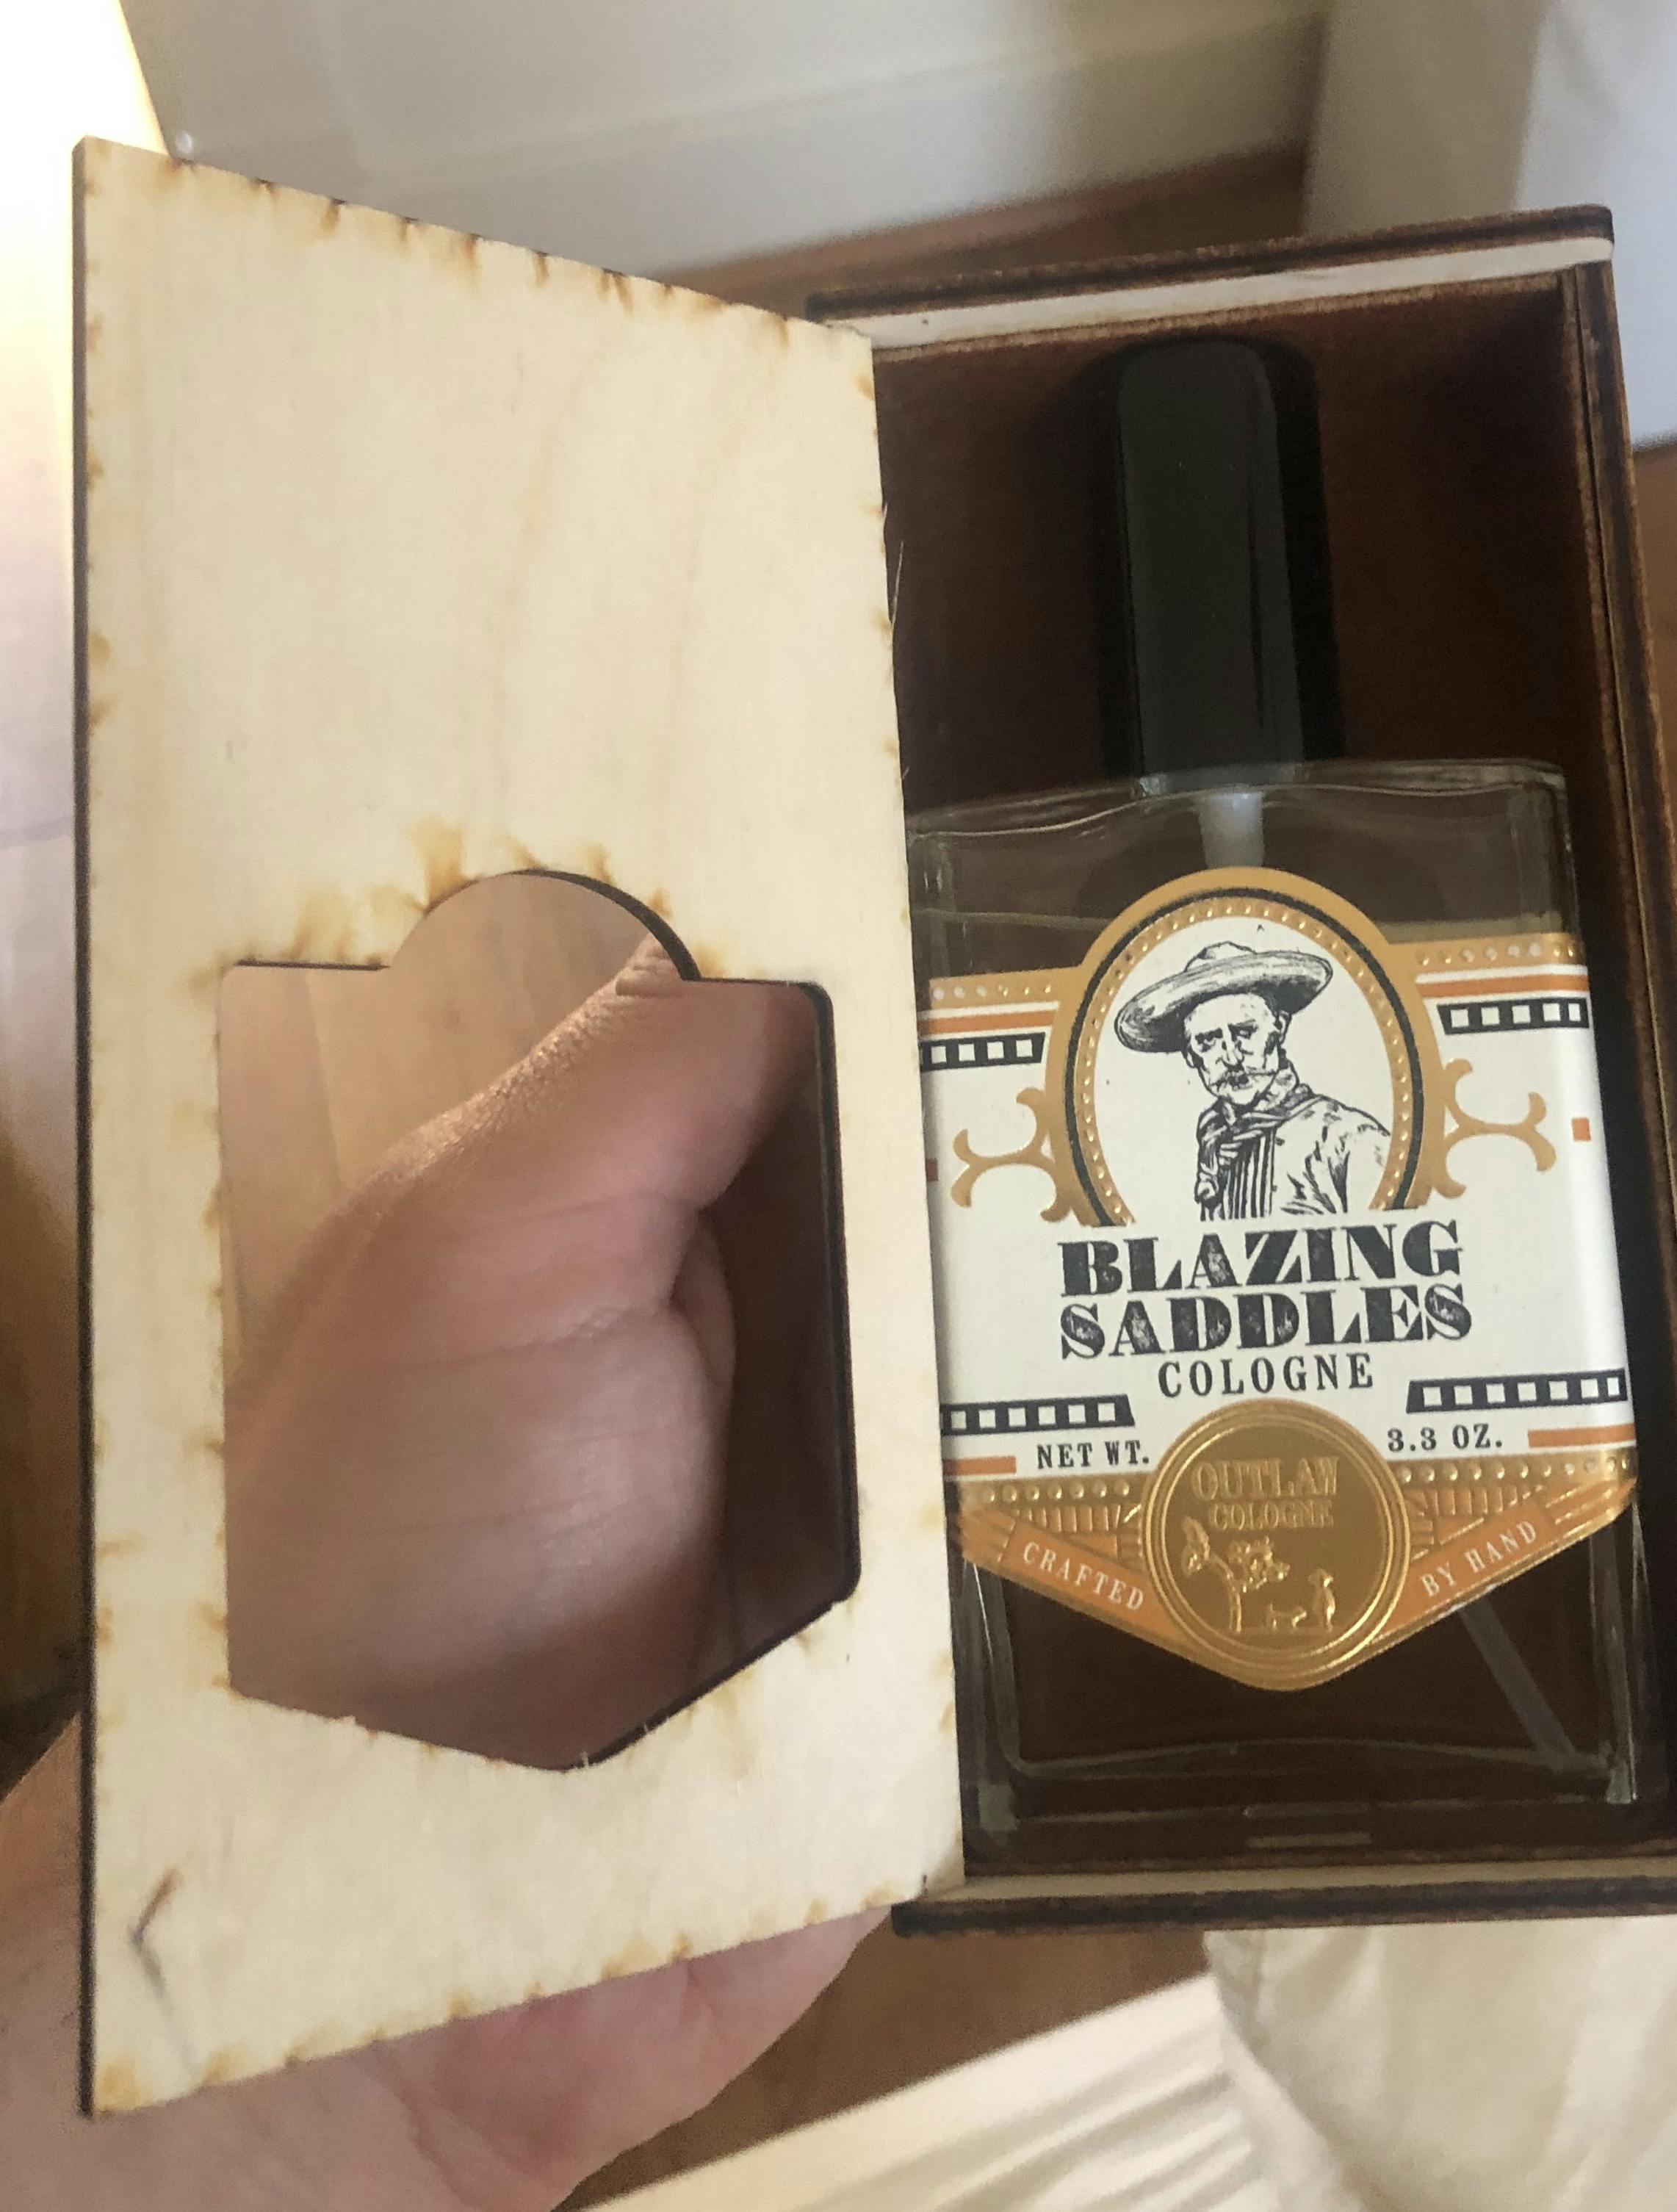 BLAZING
SADDLES
COLOGNE
NET WT. 3.3 OZ.
OUTLAW
COLOGNE
CRAFTED BY HAND